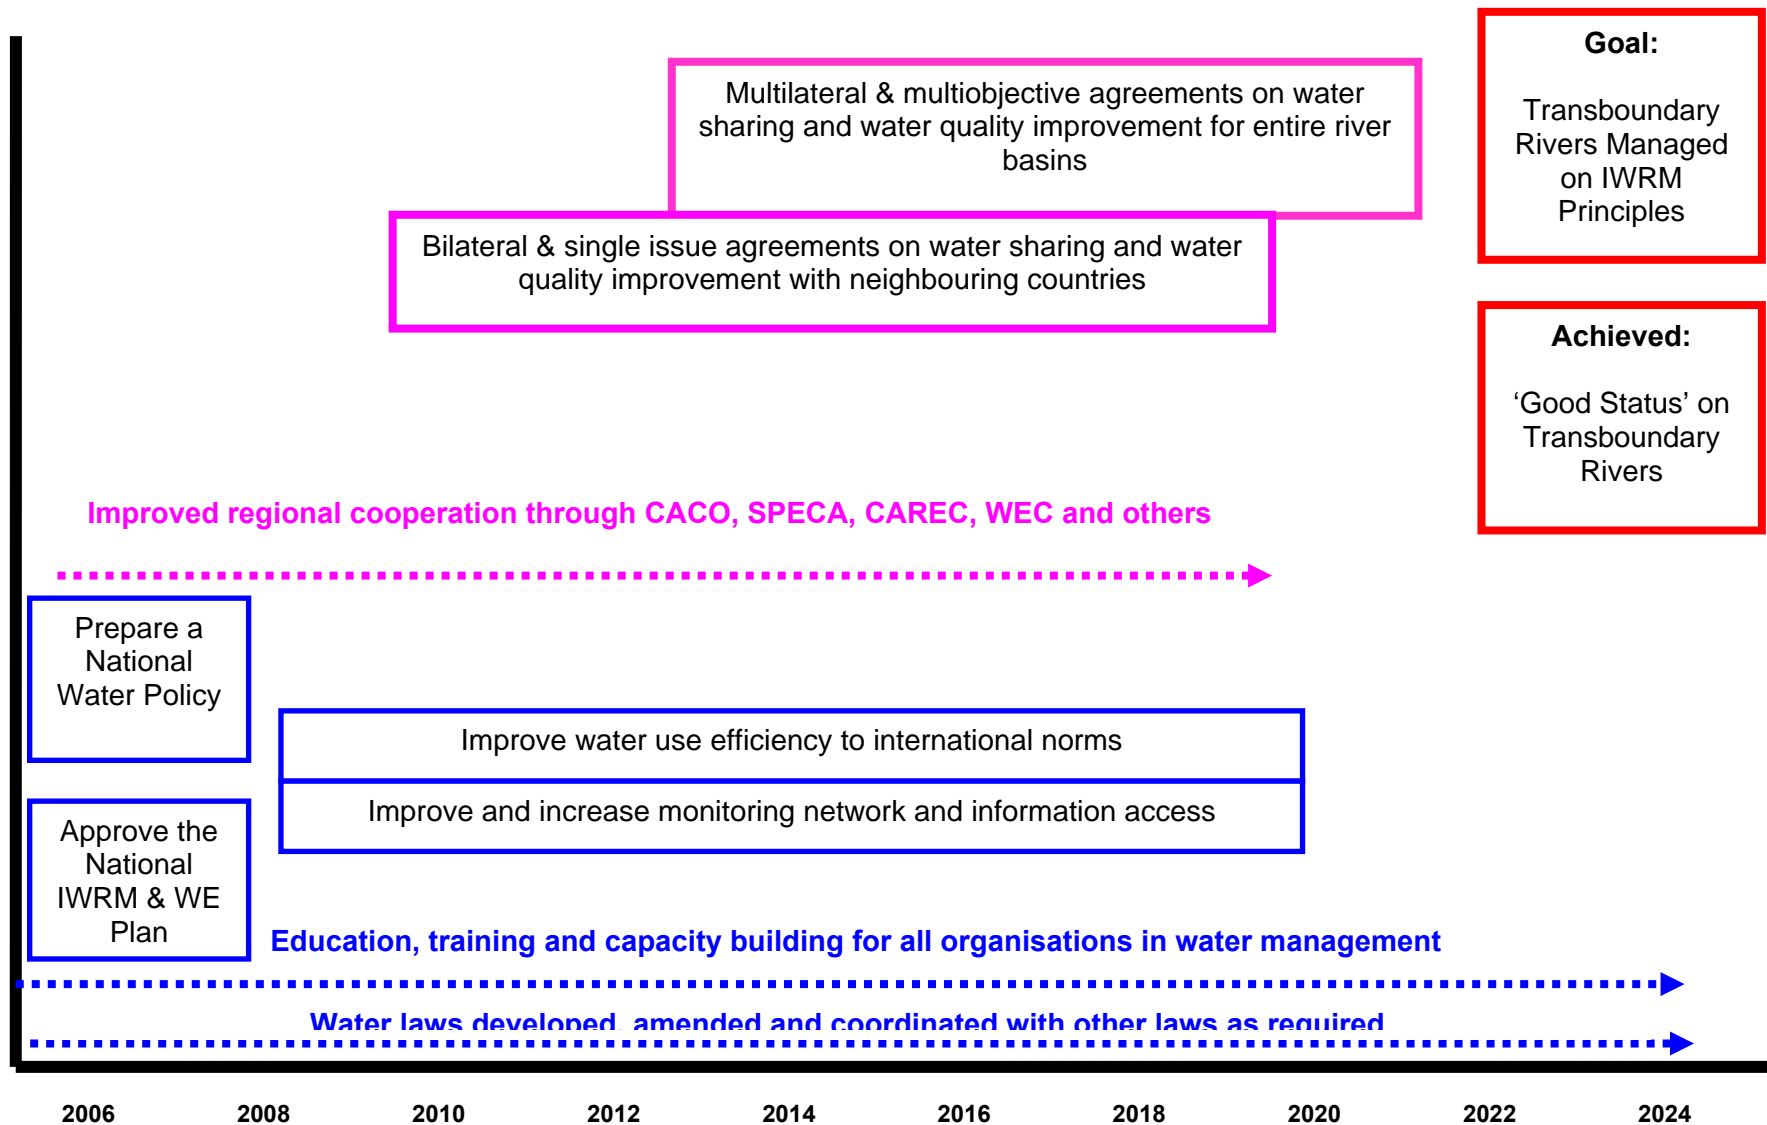 Goal:
Transboundary
Rivers Managed
on IWRM
Principles
Multilateral & multiobjective agreements on water
sharing and water quality improvement for entire river
basins
Bilateral & single issue agreements on water sharing and water
quality improvement with neighbouring countries
Achieved:
‘Good Status’ on
Transboundary
Rivers
Improved regional cooperation through CACO, SPECA, CAREC, WEC and others
Prepare a
National
Water Policy
Improve water use efficiency to international norms
Improve and increase monitoring network and information access
Approve the
National
IWRM & WE
Plan
Education, training and capacity building for all organisations in water management
Water laws developed, amended and coordinated with other laws as required
2006 2008 2010 2012 2014 2016 2018 2020 2022 2024